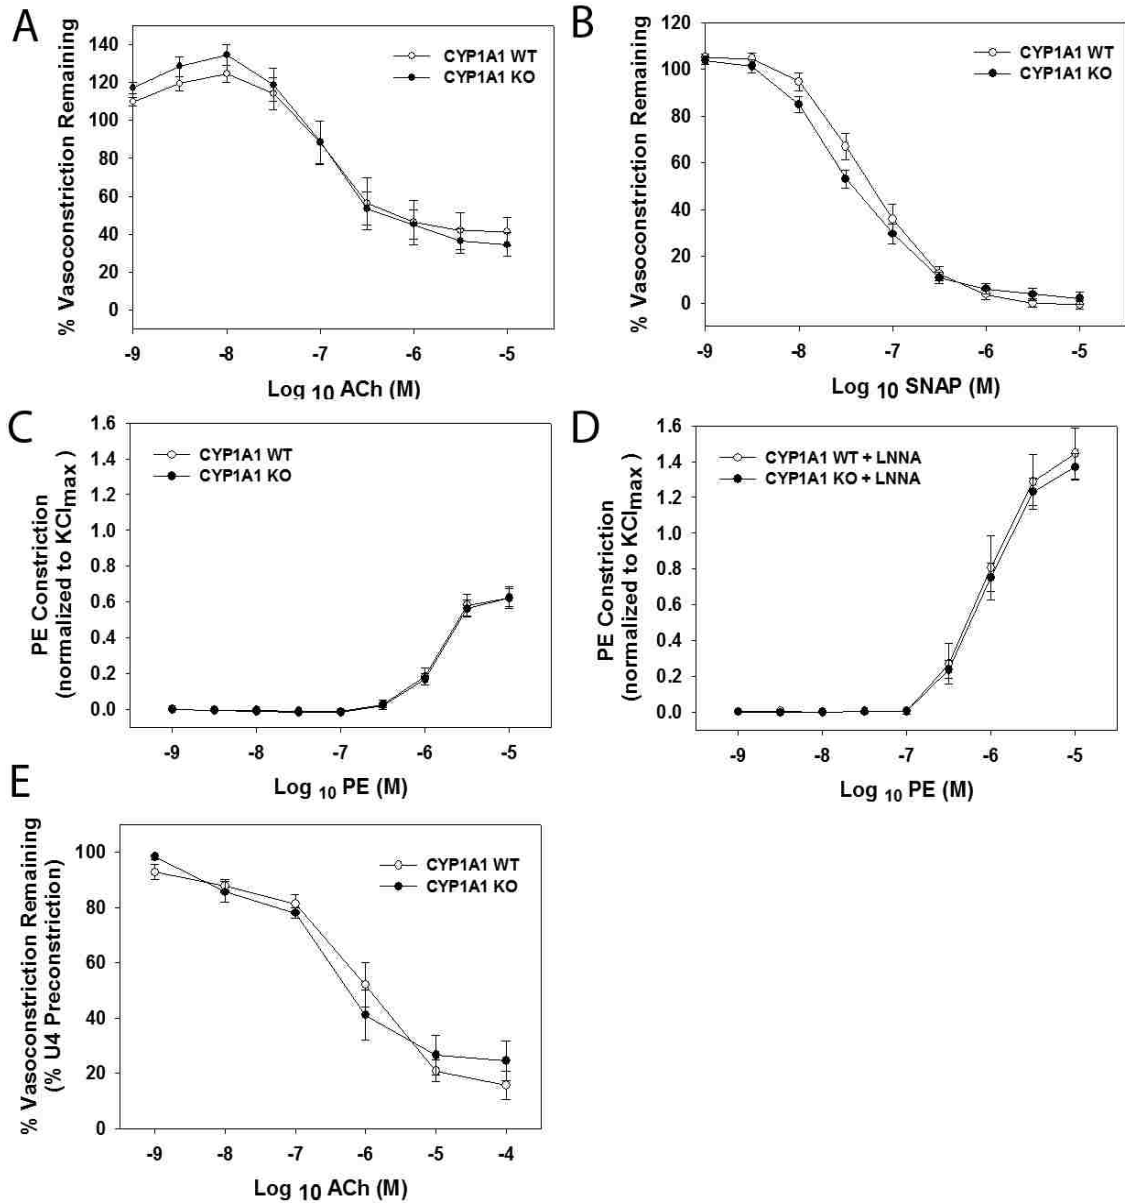 A
% Vasoconstriction Remaining
140
120
100
80
60
40
20
0
CYP1A1 WT
CYP1A1 KO
-9 -8 -7 -6 -5
Log 10 ACh (M)
B
% Vasoconstriction Remaining
120
100
80
60
40
20
0
CYP1A1 WT
CYP1A1 KO
-9 -8 -7 -6 -5
Log 10 SNAP (M)
C
PE Constriction
(normalized to KClmax )
1.6
1.4
1.2
1.0
0.8
0.6
0.4
0.2
0.0
CYP1A1 WT
CYP1A1 KO
-9 -8 -7 -6 -5
Log 10 PE (M)
D
PE Constriction
(normalized to KClmax )
1.6
1.4
1.2
1.0
0.8
0.6
0.4
0.2
0.0
CYP1A1 WT + LNNA
CYP1A1 KO + LNNA
-9 -8 -7 -6 -5
Log 10 PE (M)
E
% Vasoconstriction Remaining
(% U4 Preconstriction)
100
80
60
40
20
0
CYP1A1 WT
CYP1A1 KO
-9 -8 -7 -6 -5 -4
Log 10 ACh (M)